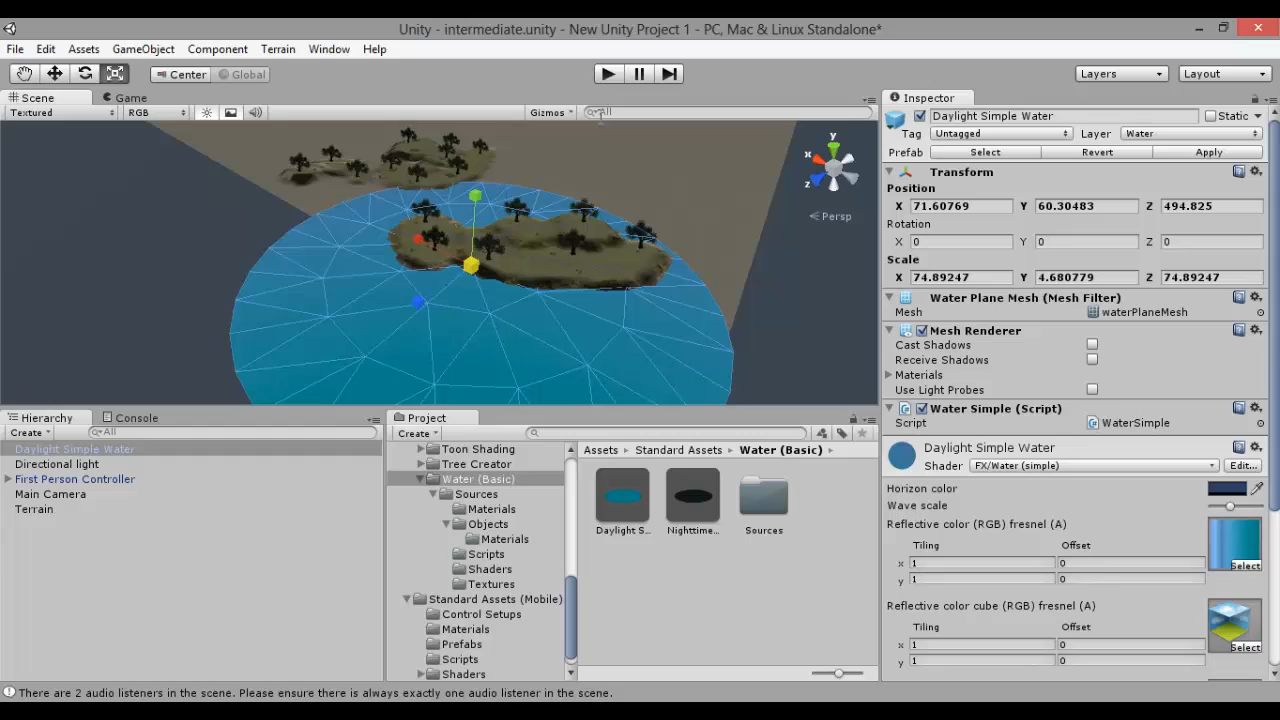 Unity - intermediate.unity - New Unity Project 1 - PC, Mac & Linux Standalone*
File Edit Assets GameObject Component Terrain Window Help
Center Global Layers Layout
Scene Game
Textured RGB Gizmos All
y
x
z
Persp
Inspector
Daylight Simple Water Static
Tag Untagged Layer Water
Prefab Select Revert Apply
Transform
Position
X 71.60769 Y 60.30483 Z 494.825
Rotation
X 0 Y 0 Z 0
Scale
X 74.89247 Y 4.680779 Z 74.89247
Water Plane Mesh (Mesh Filter)
Mesh waterPlaneMesh
Mesh Renderer
Cast Shadows
Receive Shadows
Materials
Use Light Probes
Water Simple (Script)
Script WaterSimple
Daylight Simple Water
Shader FX/Water (simple) Edit...
Horizon color
Wave scale
Reflective color (RGB) fresnel (A)
Tiling Offset
x 1 0
y 1 0
Select
Reflective color cube (RGB) fresnel (A)
Tiling Offset
x 1 0
y 1 0
Select
Hierarchy Console
Create All
Daylight Simple Water
Directional light
First Person Controller
Main Camera
Terrain
Project
Create
Toon Shading
Tree Creator
Water (Basic)
Sources
Materials
Objects
Materials
Scripts
Shaders
Textures
Standard Assets (Mobile)
Control Setups
Materials
Prefabs
Scripts
Shaders
Assets Standard Assets Water (Basic)
Daylight S... Nighttime... Sources
There are 2 audio listeners in the scene. Please ensure there is always exactly one audio listener in the scene.